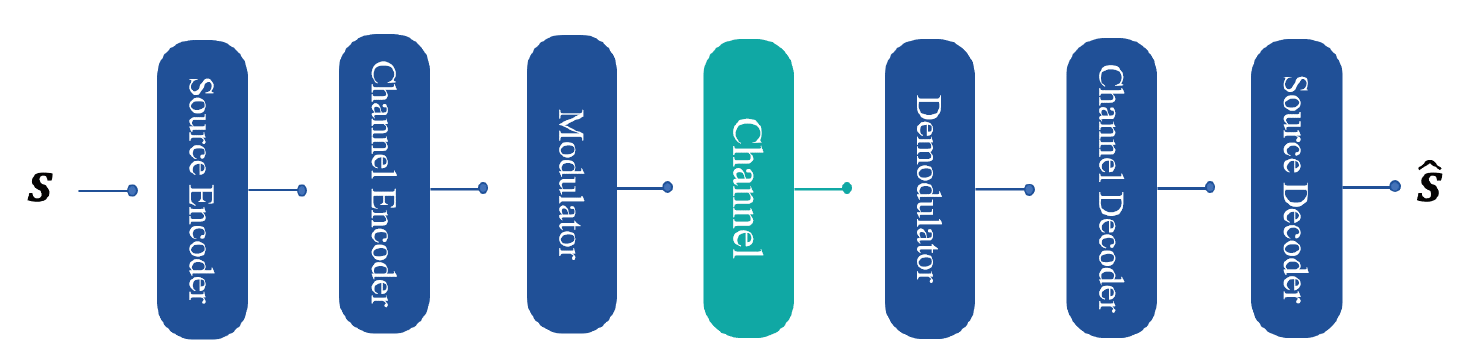 s
Source Encoder
Channel Encoder
Modulator
Channel
Demodulator
Channel Decoder
Source Decoder
ŝ